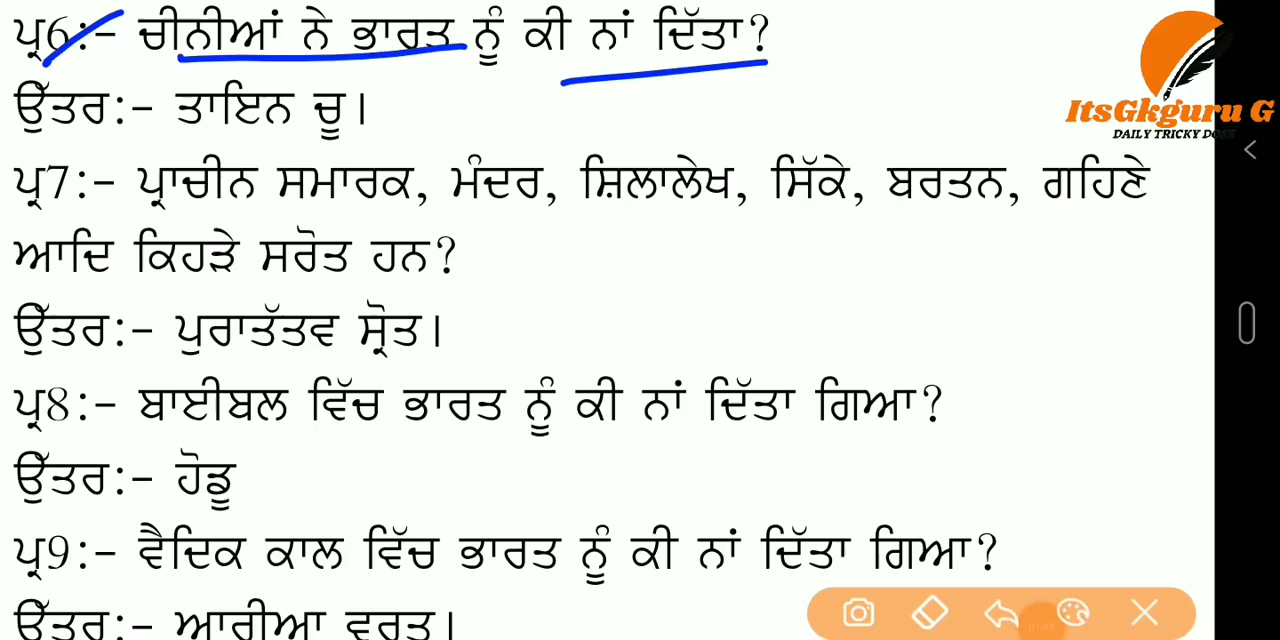 ਪ੍ਰ6:- ਚੀਨੀਆਂ ਨੇ ਭਾਰਤ ਨੂੰ ਕੀ ਨਾਂ ਦਿੱਤਾ?
ਉੱਤਰ:- ਤਾਇਨ ਚੂ।
ਪ੍ਰ7:- ਪ੍ਰਾਚੀਨ ਸਮਾਰਕ, ਮੰਦਰ, ਸ਼ਿਲਾਲੇਖ, ਸਿੱਕੇ, ਬਰਤਨ, ਗਹਿਣੇ
ਆਦਿ ਕਿਹੜੇ ਸਰੋਤ ਹਨ?
ਉੱਤਰ:- ਪੁਰਾਤੱਤਵ ਸ੍ਰੋਤ।
ਪ੍ਰ8:- ਬਾਈਬਲ ਵਿੱਚ ਭਾਰਤ ਨੂੰ ਕੀ ਨਾਂ ਦਿੱਤਾ ਗਿਆ?
ਉੱਤਰ:- ਹੋਡੂ
ਪ੍ਰ9:- ਵੈਦਿਕ ਕਾਲ ਵਿੱਚ ਭਾਰਤ ਨੂੰ ਕੀ ਨਾਂ ਦਿੱਤਾ ਗਿਆ?
ਉੱਤਰ:- ਆਰੀਆ ਵਰਤ।
ItsGkguru G
DAILY TRICKY DOSE